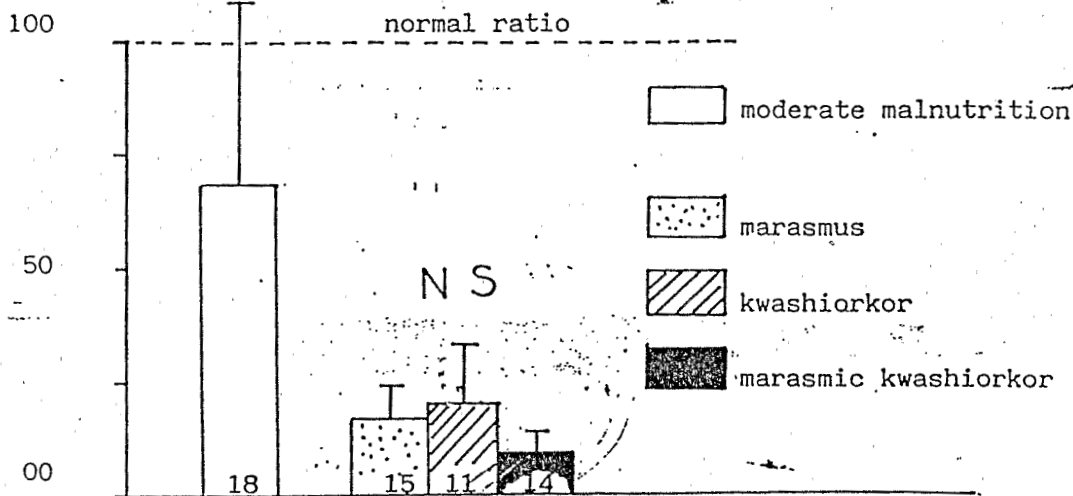 100
normal ratio
moderate malnutrition
marasmus
50
N S
kwashiorkor
marasmic kwashiorkor
00
18
15
11
14